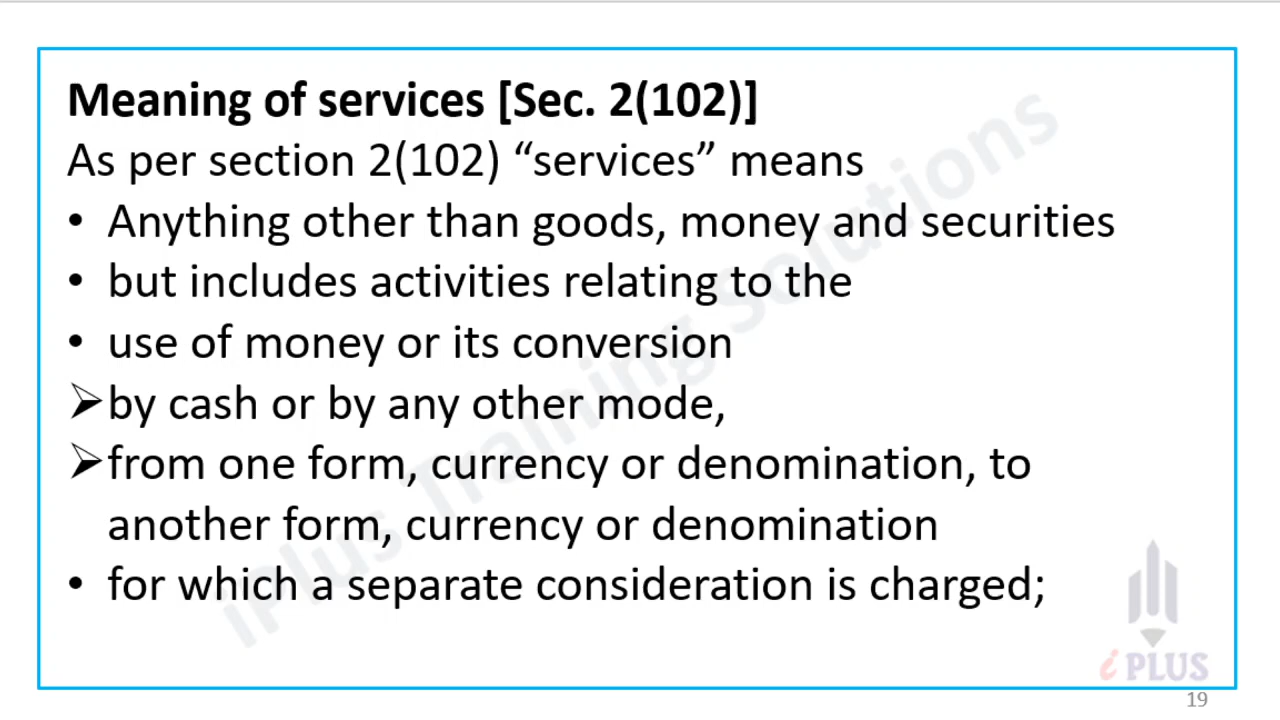 Meaning of services [Sec. 2(102)]
As per section 2(102) “services” means
• Anything other than goods, money and securities
• but includes activities relating to the
• use of money or its conversion
➢by cash or by any other mode,
➢from one form, currency or denomination, to
another form, currency or denomination
• for which a separate consideration is charged;
iPlus Training Solutions
i PLUS
19